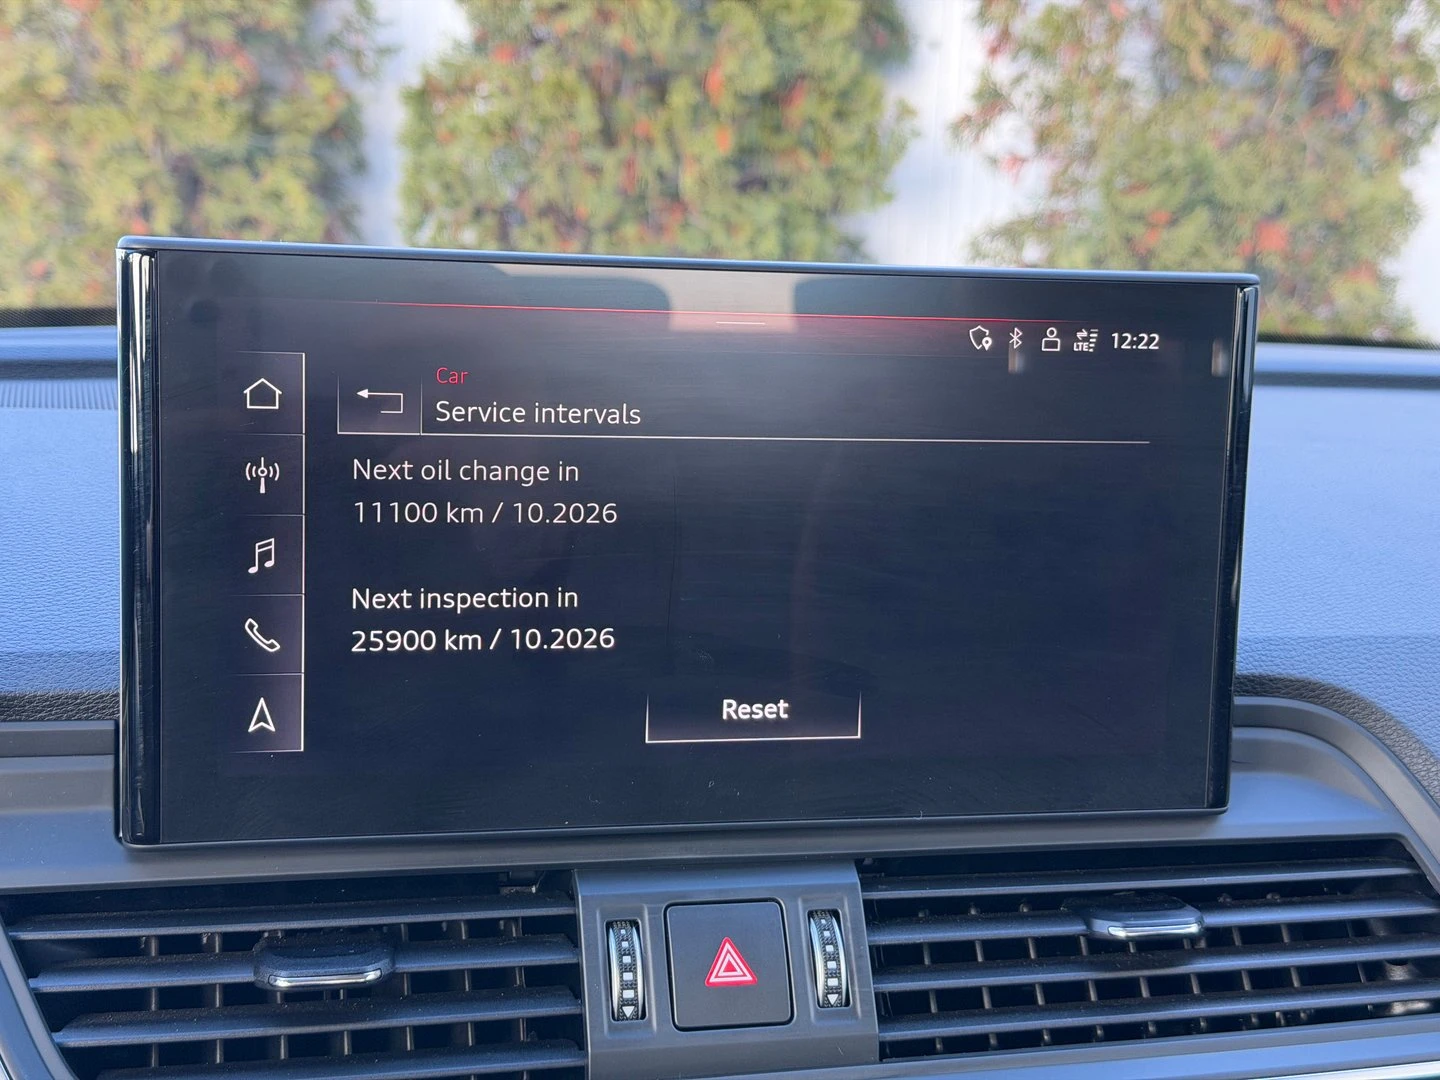 LTE 12:22
Car
Service intervals
Next oil change in
11100 km / 10.2026
Next inspection in
25900 km / 10.2026
Reset